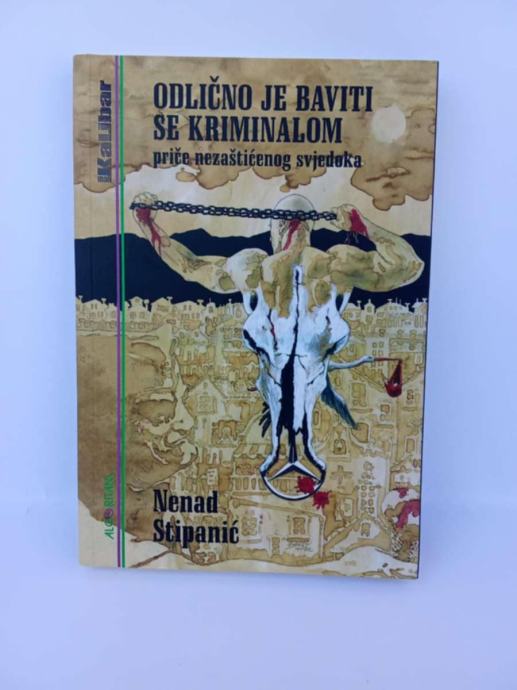 Kalibar
ODLIČNO JE BAVITI
SE KRIMINALOM
priče nezaštićenog svjedoka
Nenad
Stipanić